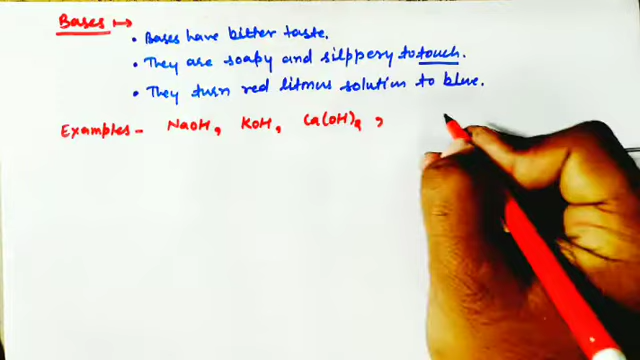 Bases ↦
• Bases have bitter taste.
• They are soapy and silppery to touch.
• They turn red litmus solution to blue.
Examples - NaOH, KOH, Ca(OH)₂,